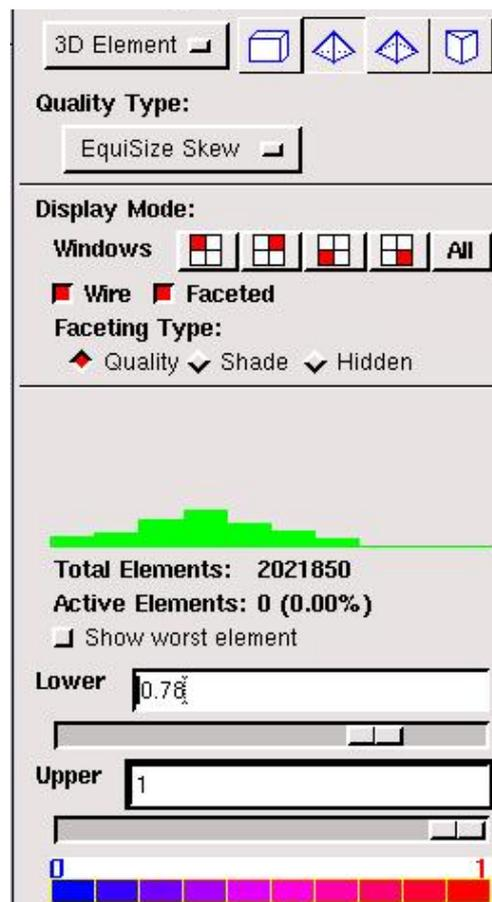 3D Element
Quality Type:
EquiSize Skew
Display Mode:
Windows All
Wire Faceted
Faceting Type:
Quality Shade Hidden
Total Elements: 2021850
Active Elements: 0 (0.00%)
Show worst element
Lower 0.76
Upper 1
0 1